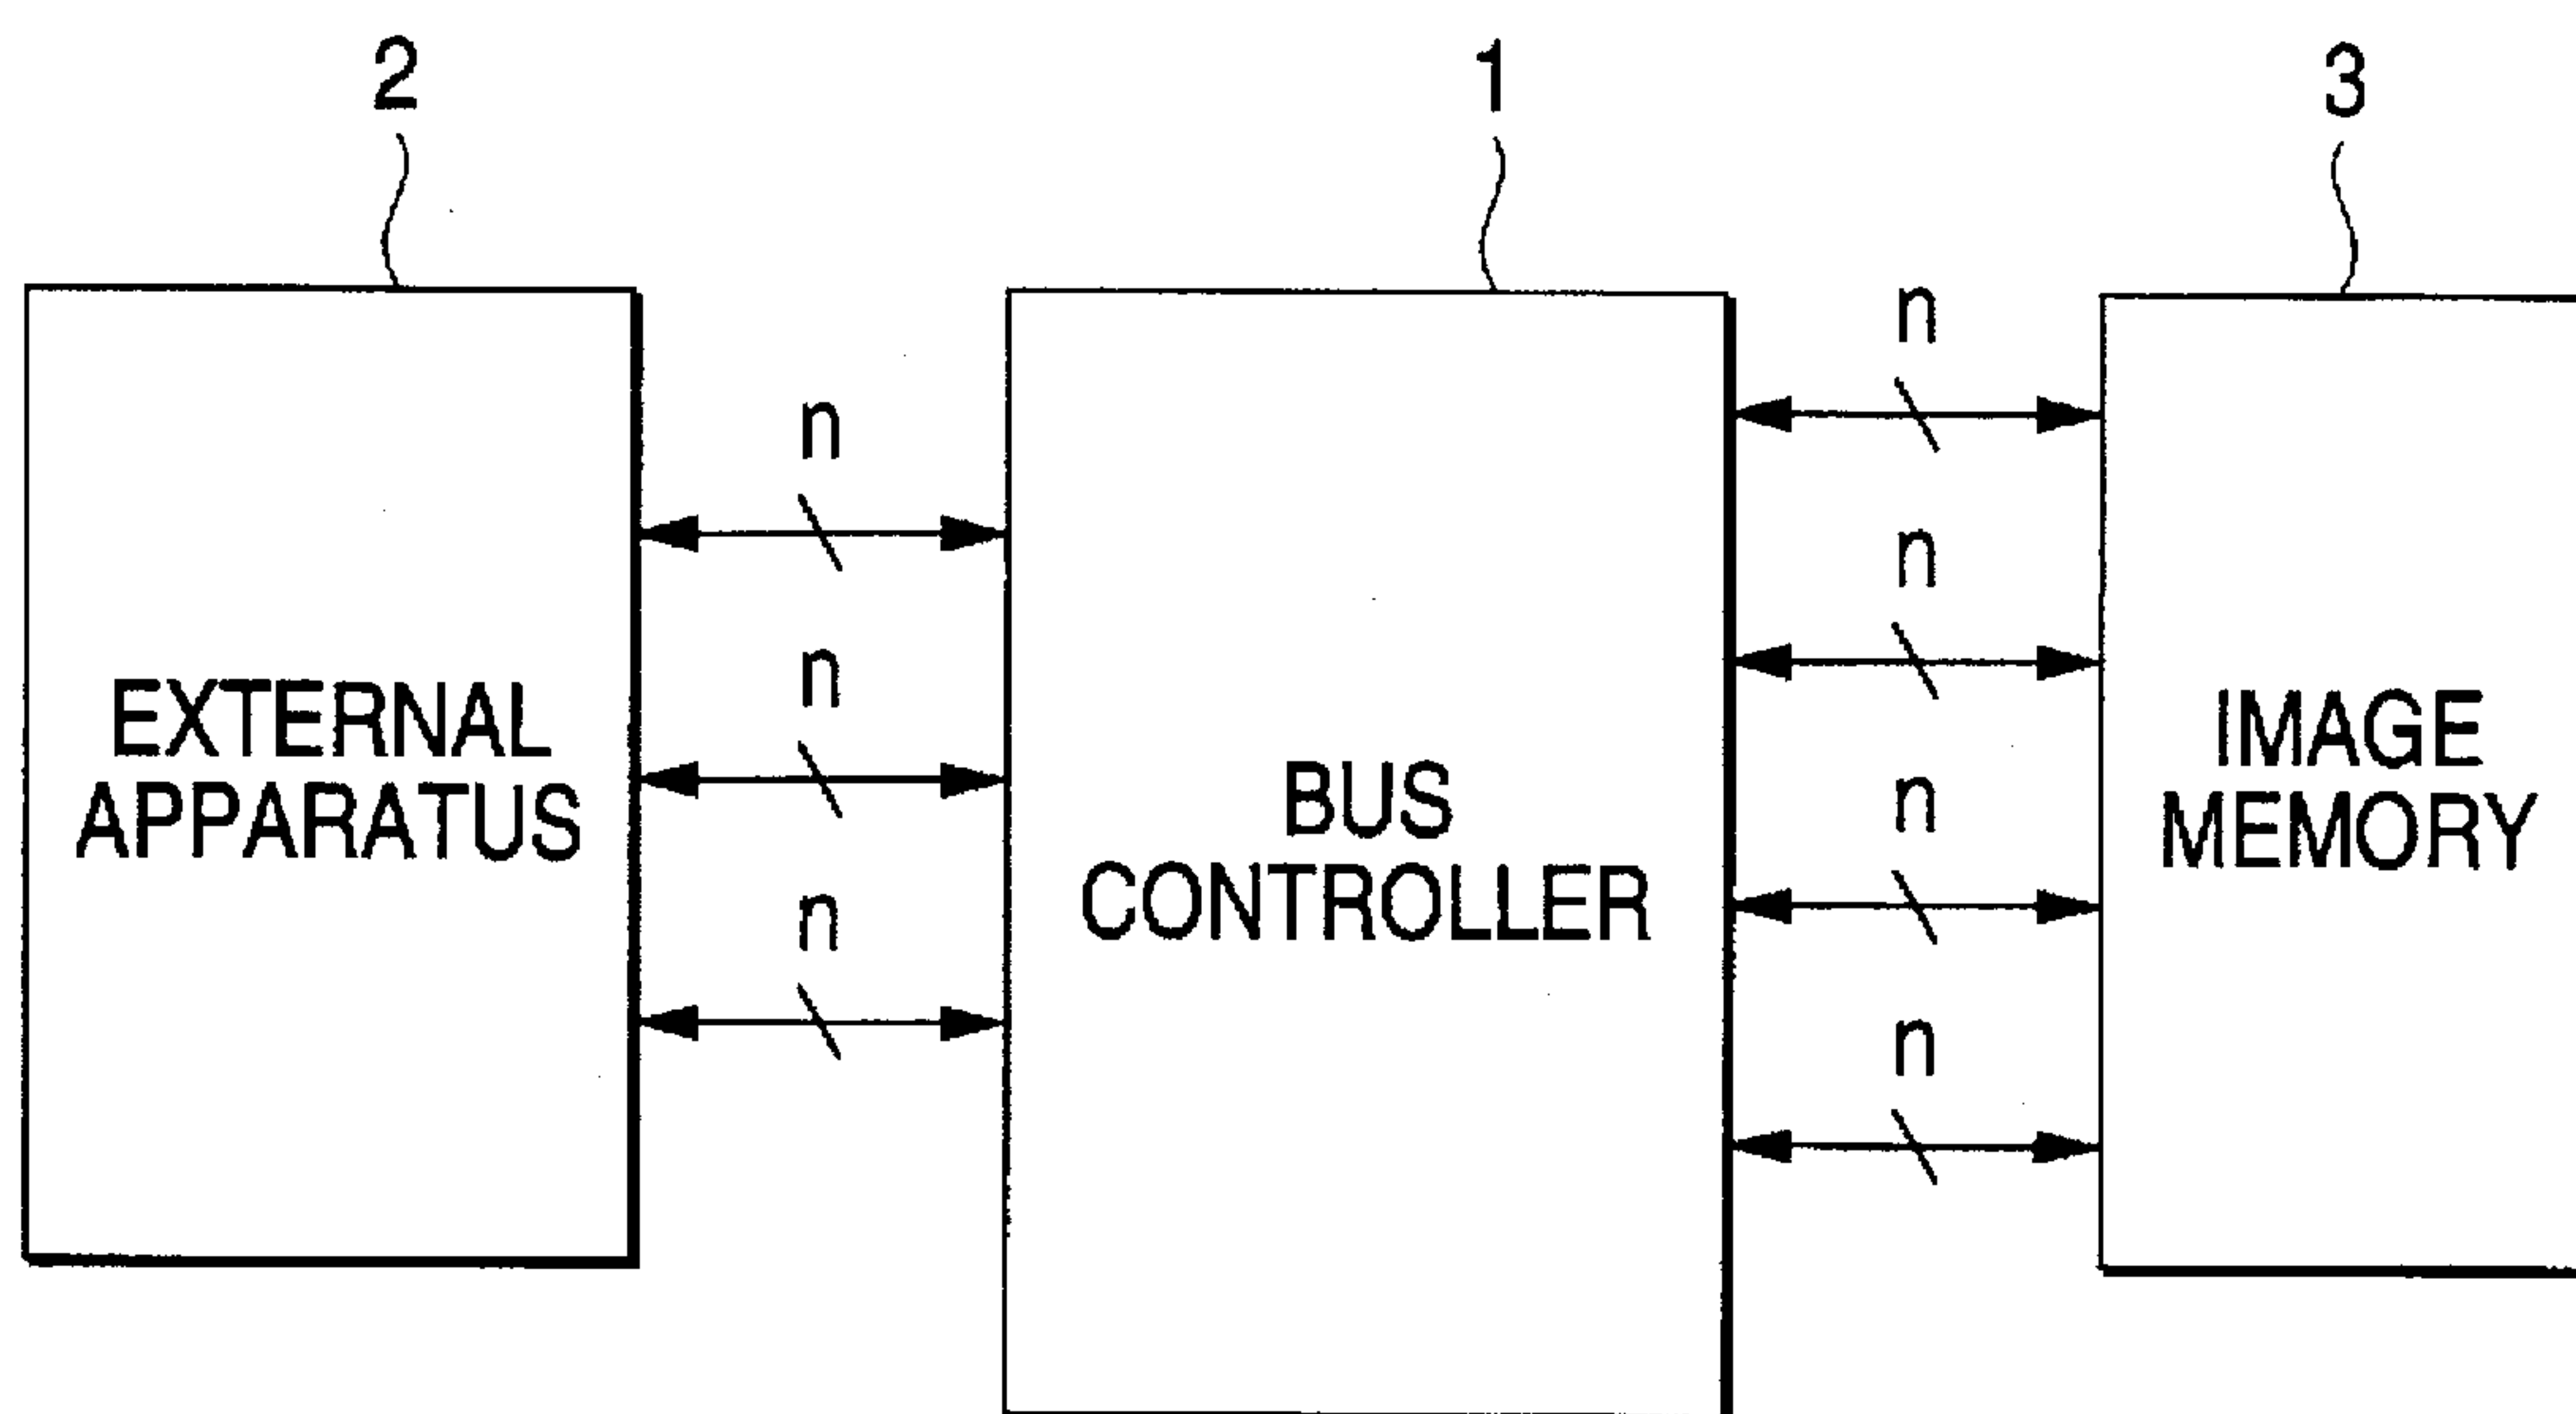 2
1
3
n
n
n
n
n
n
n
EXTERNAL
APPARATUS
BUS
CONTROLLER
IMAGE
MEMORY